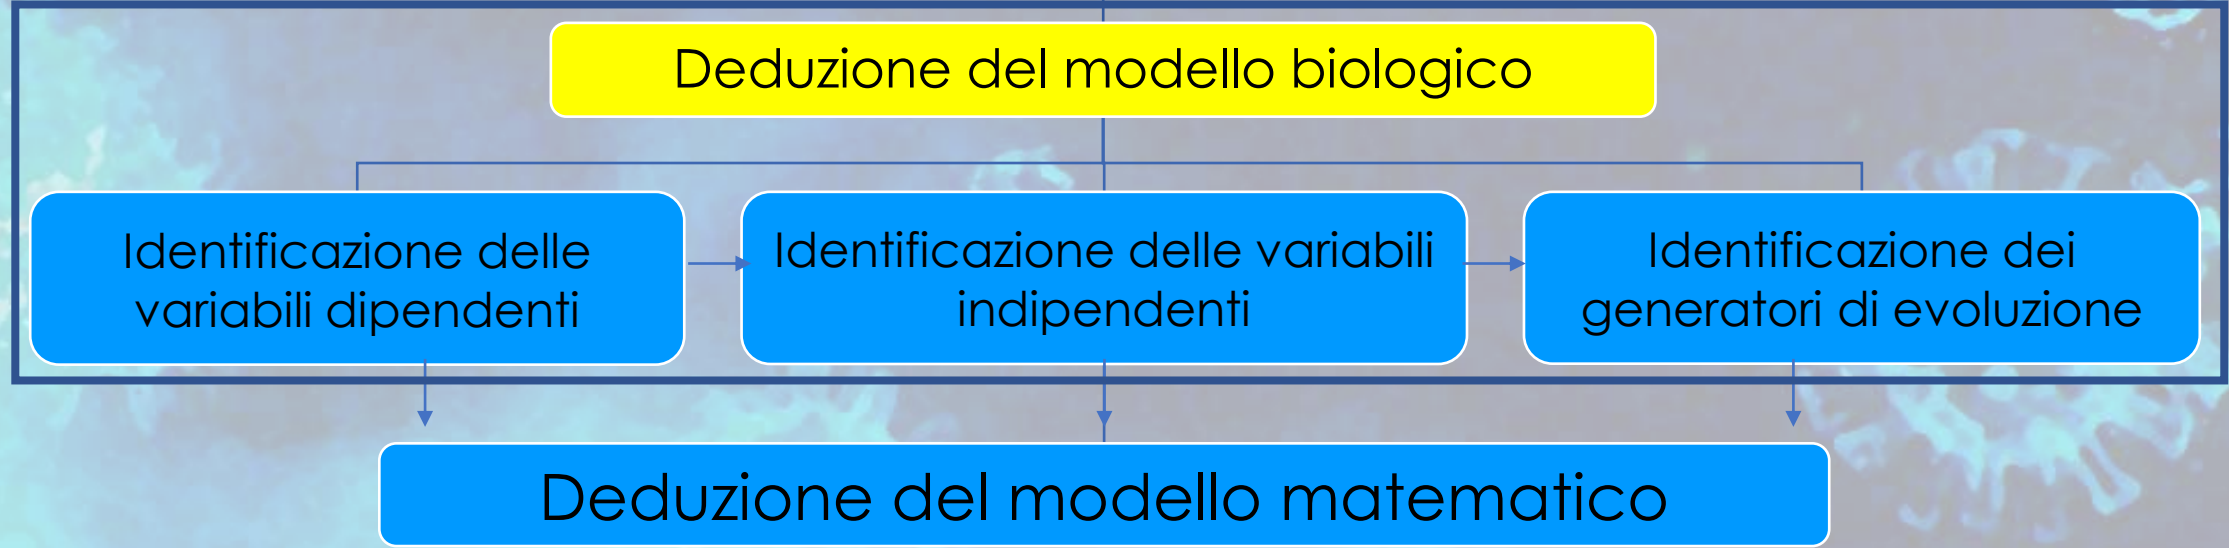 Deduzione del modello biologico
Identificazione delle
variabili dipendenti
Identificazione delle variabili
indipendenti
Identificazione dei
generatori di evoluzione
Deduzione del modello matematico